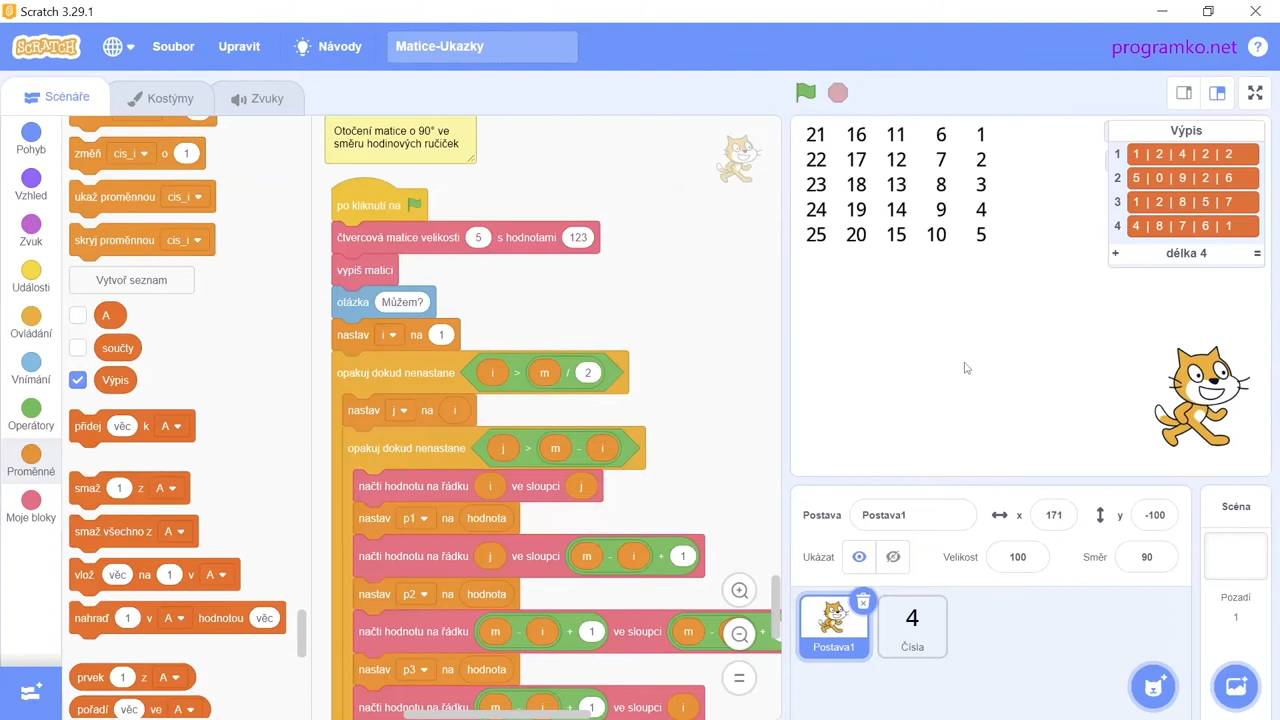 Scratch 3.29.1
SCRATCH
Soubor
Upravit
Návody
Matice-Ukazky
programko.net
?
Scénáře
Kostýmy
Zvuky
Pohyb
Vzhled
Zvuk
Události
Ovládání
Vnímání
Operátory
Proměnné
Moje bloky
změň cis_i o 1
ukaž proměnnou cis_i
skryj proměnnou cis_i
Vytvoř seznam
A
součty
Výpis
přidej věc k A
smaž 1 z A
smaž všechno z A
vlož věc na 1 v A
nahraď 1 v A hodnotou věc
prvek 1 z A
pořadí věc ve A
Otočení matice o 90° ve
směru hodinových ručiček
po kliknutí na
čtvercová matice velikosti 5 s hodnotami 123
vypiš matici
otázka Můžem?
nastav i na 1
opakuj dokud nenastane i > m / 2
nastav j na i
opakuj dokud nenastane j > m - i
načti hodnotu na řádku i ve sloupci j
nastav p1 na hodnota
načti hodnotu na řádku j ve sloupci m - i + 1
nastav p2 na hodnota
načti hodnotu na řádku m - i + 1 ve sloupci m - +
nastav p3 na hodnota
načti hodnotu na řádku m - j + 1 ve sloupci i
21 16 11 6 1
22 17 12 7 2
23 18 13 8 3
24 19 14 9 4
25 20 15 10 5
Výpis
1 1 | 2 | 4 | 2 | 2
2 5 | 0 | 9 | 2 | 6
3 1 | 2 | 8 | 5 | 7
4 4 | 8 | 7 | 6 | 1
+ délka 4 =
Postava Postava1 x 171 y -100
Ukázat Velikost 100 Směr 90
Postava1
4
Čísla
Scéna
Pozadí
1